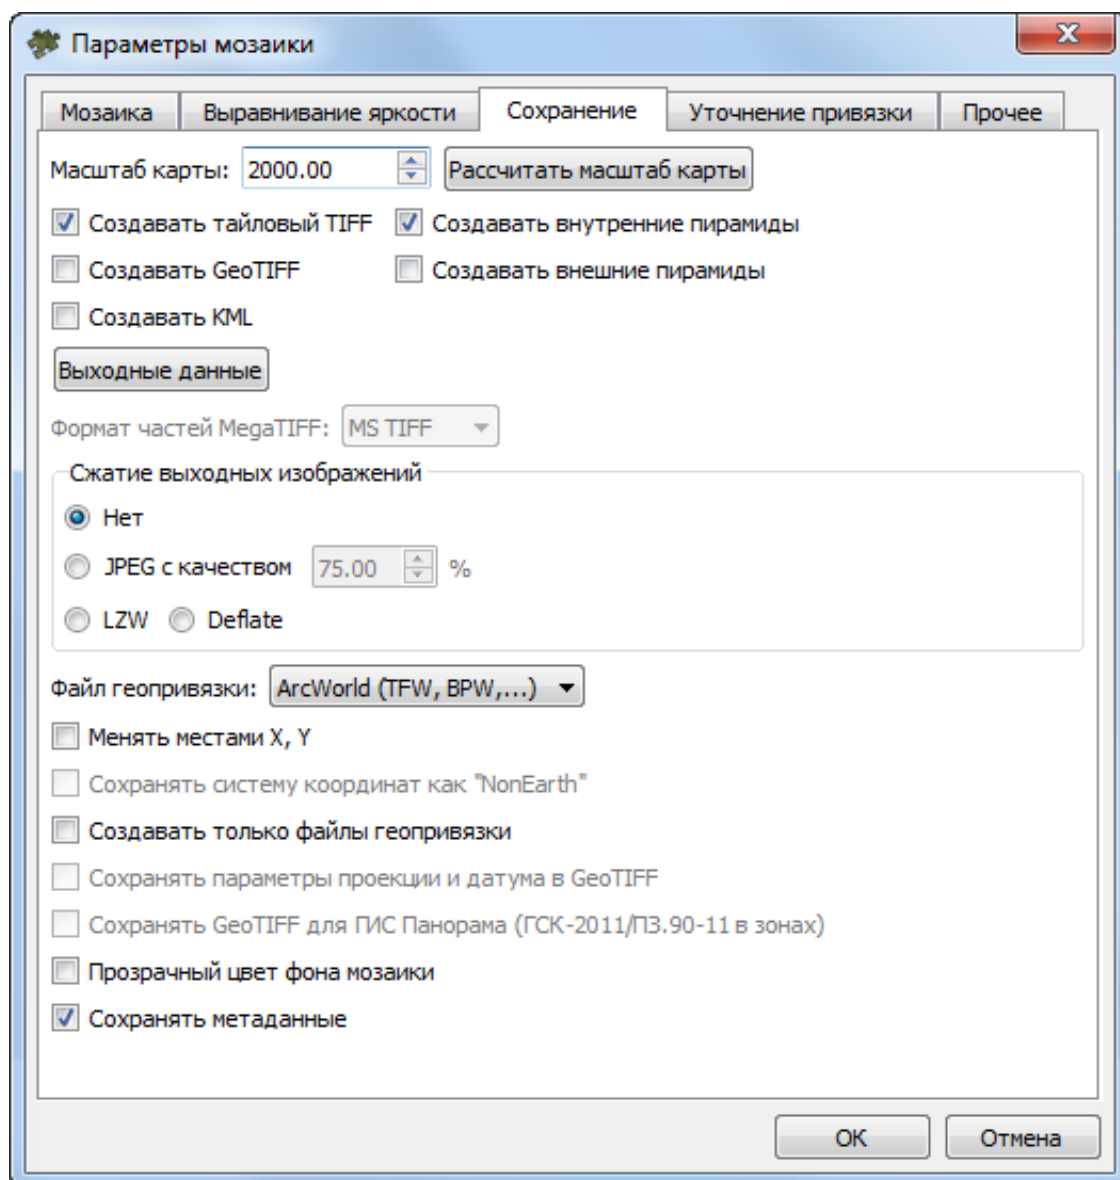 Параметры мозаики
Мозаика Выравнивание яркости Сохранение Уточнение привязки Прочее
Масштаб карты: 2000.00 Рассчитать масштаб карты
Создавать тайловый TIFF Создавать внутренние пирамиды
Создавать GeoTIFF Создавать внешние пирамиды
Создавать KML
Выходные данные
Формат частей MegaTIFF: MS TIFF
Сжатие выходных изображений
Нет
JPEG с качеством 75.00 %
LZW Deflate
Файл геопривязки: ArcWorld (TFW, BPW,...)
Менять местами X, Y
Сохранять систему координат как "NonEarth"
Создавать только файлы геопривязки
Сохранять параметры проекции и датума в GeoTIFF
Сохранять GeoTIFF для ГИС Панорама (ГСК-2011/ПЗ.90-11 в зонах)
Прозрачный цвет фона мозаики
Сохранять метаданные
OK Отмена